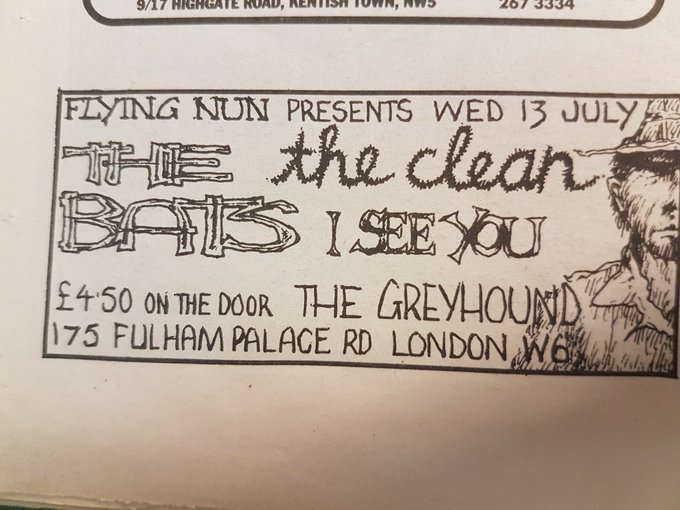 9/17 HIGHGATE ROAD, KENTISH TOWN, NW5 267 3334
FLYING NUN PRESENTS WED 13 JULY
THE BATS the clean
I SEE YOU
£4·50 ON THE DOOR THE GREYHOUND
175 FULHAM PALACE RD LONDON W6